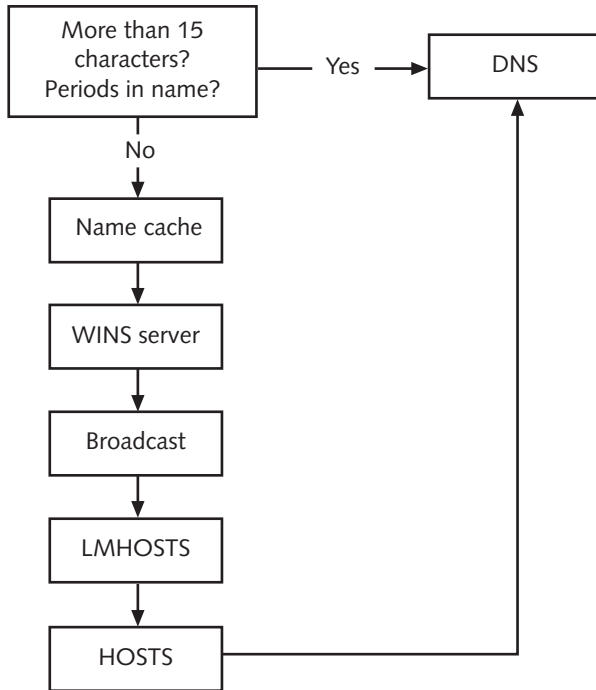 More than 15
characters?
Periods in name?
Yes
DNS
No
Name cache
WINS server
Broadcast
LMHOSTS
HOSTS